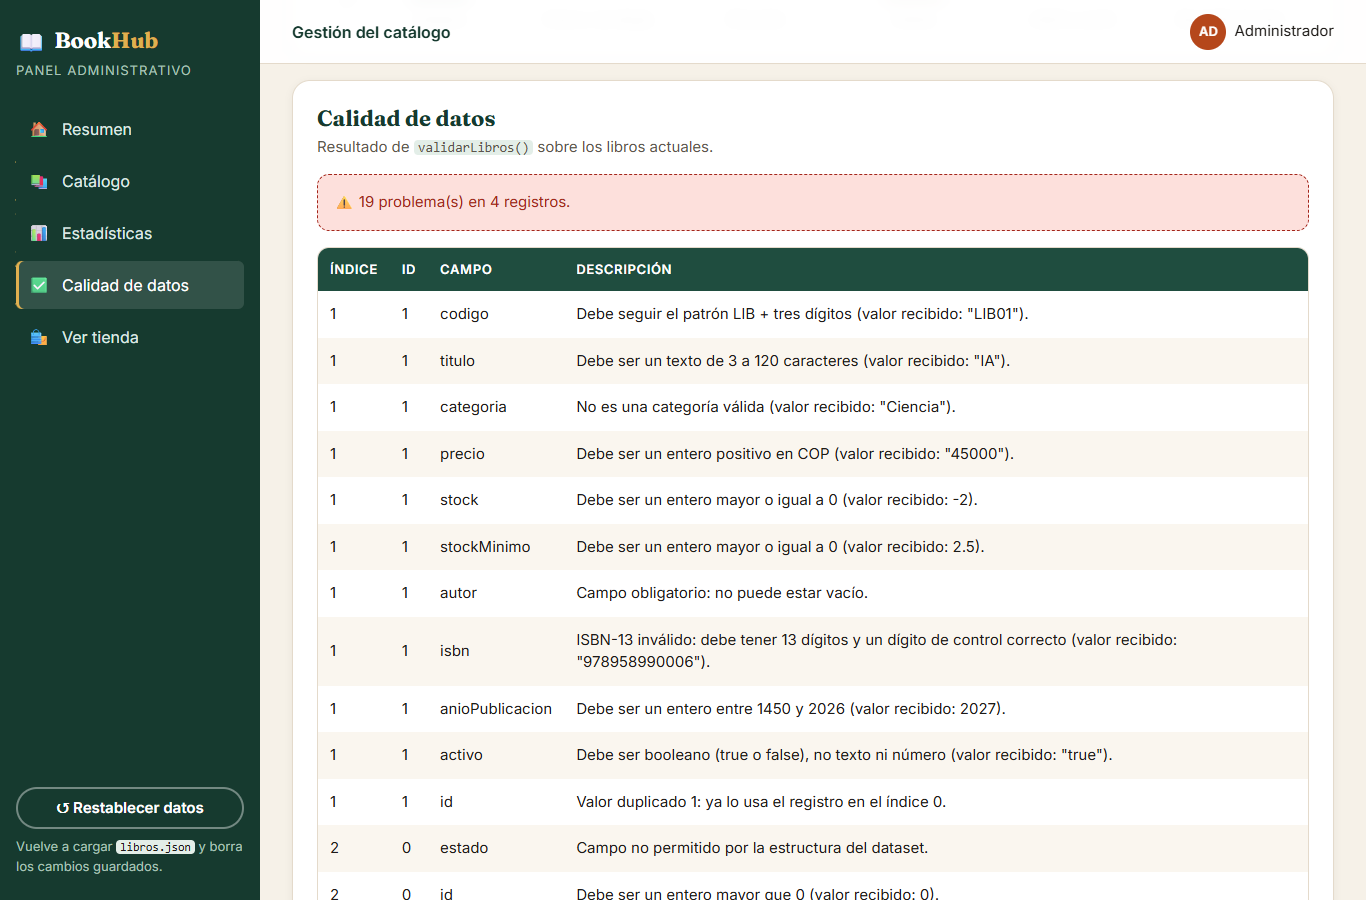 BookHub
PANEL ADMINISTRATIVO
Resumen
Catálogo
Estadísticas
Calidad de datos
Ver tienda
↺ Restablecer datos
Vuelve a cargar libros.json y borra
los cambios guardados.
Gestión del catálogo
AD Administrador
Calidad de datos
Resultado de validarLibros() sobre los libros actuales.
⚠ 19 problema(s) en 4 registros.
ÍNDICE ID CAMPO DESCRIPCIÓN
1 1 codigo Debe seguir el patrón LIB + tres dígitos (valor recibido: "LIB01").
1 1 titulo Debe ser un texto de 3 a 120 caracteres (valor recibido: "IA").
1 1 categoria No es una categoría válida (valor recibido: "Ciencia").
1 1 precio Debe ser un entero positivo en COP (valor recibido: "45000").
1 1 stock Debe ser un entero mayor o igual a 0 (valor recibido: -2).
1 1 stockMinimo Debe ser un entero mayor o igual a 0 (valor recibido: 2.5).
1 1 autor Campo obligatorio: no puede estar vacío.
1 1 isbn ISBN-13 inválido: debe tener 13 dígitos y un dígito de control correcto (valor recibido:
"978958990006").
1 1 anioPublicacion Debe ser un entero entre 1450 y 2026 (valor recibido: 2027).
1 1 activo Debe ser booleano (true o false), no texto ni número (valor recibido: "true").
1 1 id Valor duplicado 1: ya lo usa el registro en el índice 0.
2 0 estado Campo no permitido por la estructura del dataset.
2 0 id Debe ser un entero mayor que 0 (valor recibido: 0).